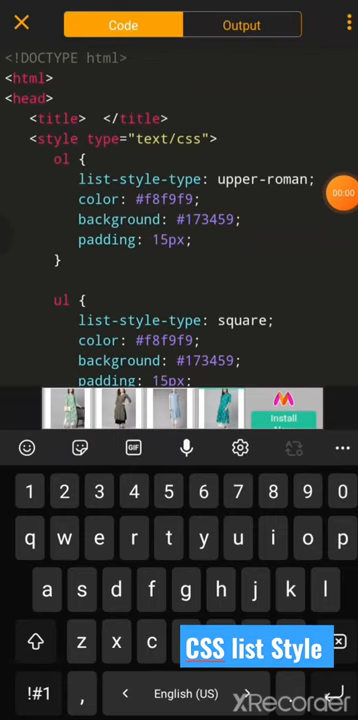 Code
Output
<!DOCTYPE html>
<html>
<head>
<title> </title>
<style type="text/css">
ol {
list-style-type: upper-roman;
color: #f8f9f9;
background: #173459;
padding: 15px;
}
ul {
list-style-type: square;
color: #f8f9f9;
background: #173459;
padding: 15px;
00:00
Install
GIF
1 2 3 4 5 6 7 8 9 0
q w e r t y u i o p
a s d f g h j k l
z x c
CSS list Style
!#1 , English (US) .
XRecorder